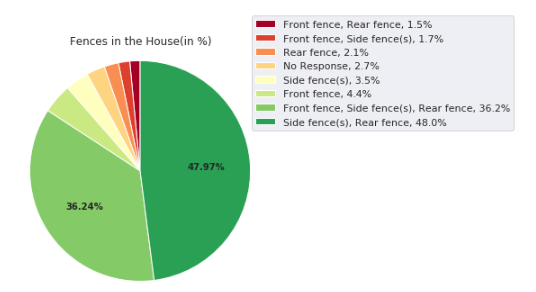 Fences in the House(in %)
Front fence, Rear fence, 1.5%
Front fence, Side fence(s), 1.7%
Rear fence, 2.1%
No Response, 2.7%
Side fence(s), 3.5%
Front fence, 4.4%
Front fence, Side fence(s), Rear fence, 36.2%
Side fence(s), Rear fence, 48.0%
47.97%
36.24%